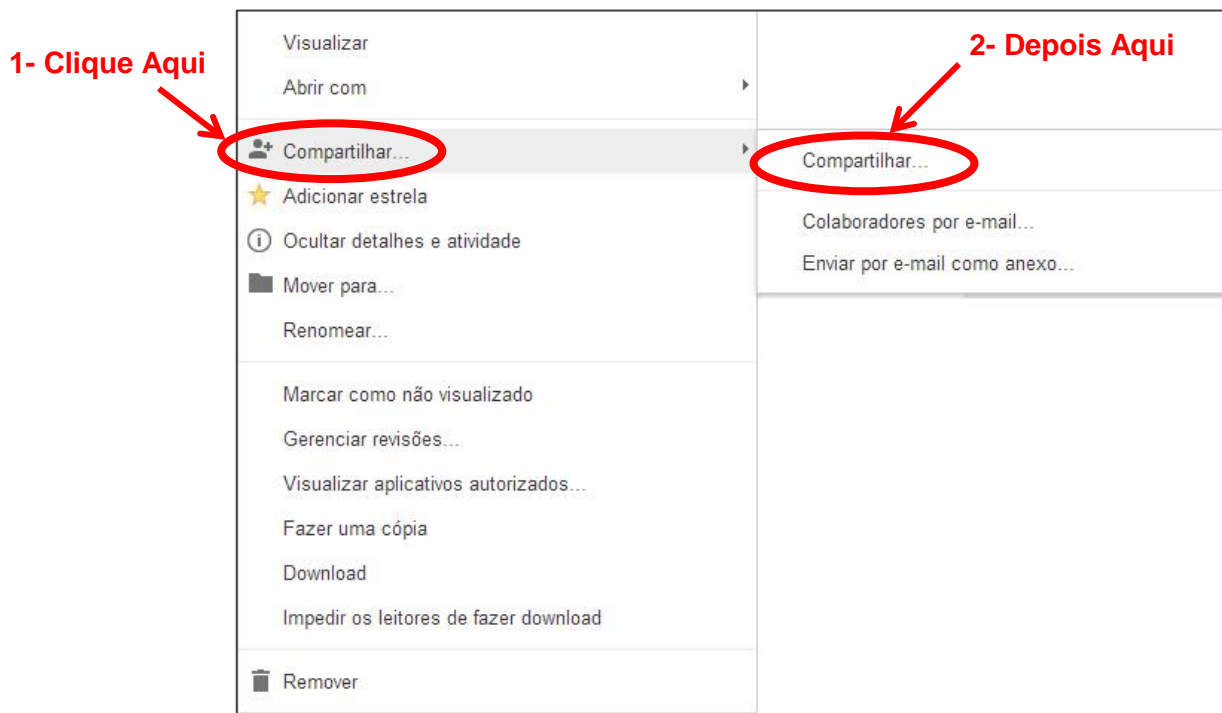 1- Clique Aqui
2- Depois Aqui
Visualizar
Abrir com
Compartilhar...
Adicionar estrela
Ocultar detalhes e atividade
Mover para...
Renomear...
Marcar como não visualizado
Gerenciar revisões...
Visualizar aplicativos autorizados...
Fazer uma cópia
Download
Impedir os leitores de fazer download
Remover
Compartilhar...
Colaboradores por e-mail...
Enviar por e-mail como anexo...